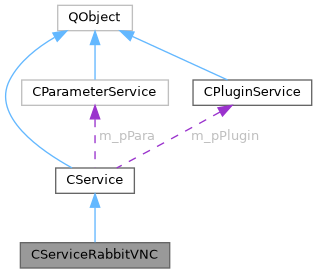 QObject
CParameterService
CPluginService
m_pPara
m_pPlugin
CService
CServiceRabbitVNC